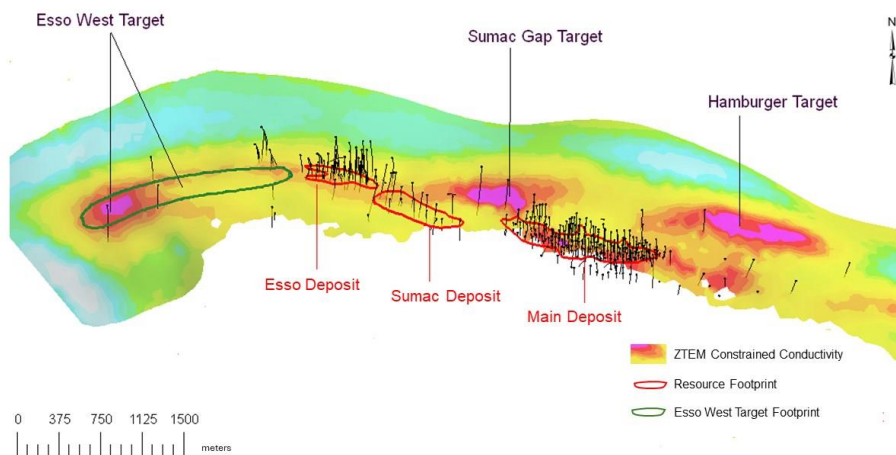 Esso West Target
Sumac Gap Target
N
Hamburger Target
Esso Deposit
Sumac Deposit
Main Deposit
ZTEM Constrained Conductivity
Resource Footprint
Esso West Target Footprint
0 375 750 1125 1500
meters